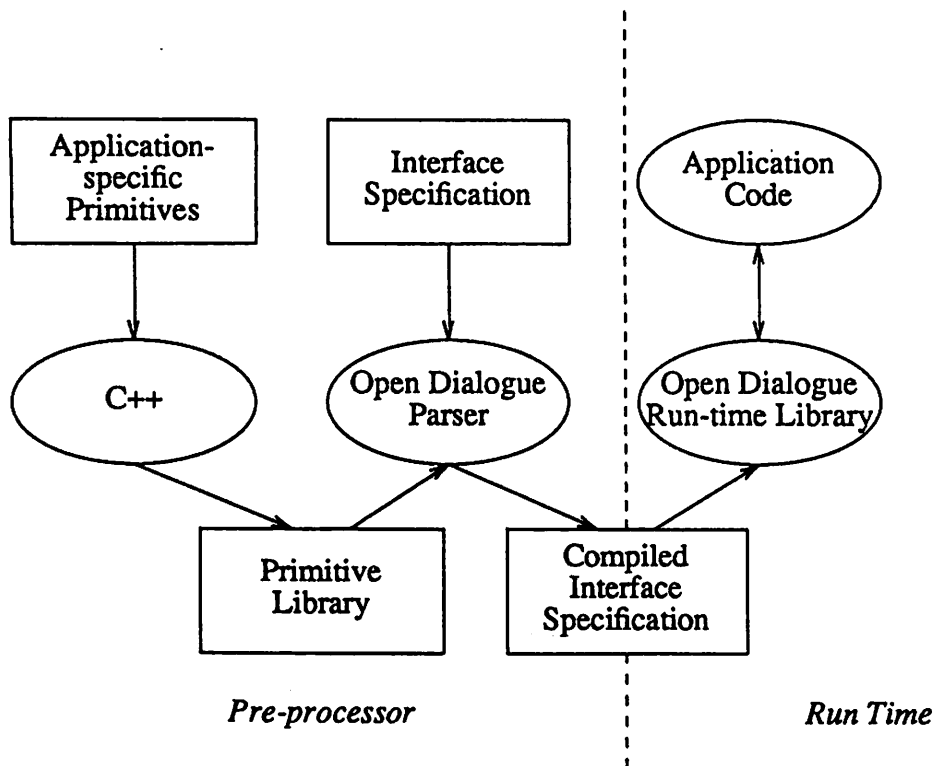 Application-
specific
Primitives
Interface
Specification
Application
Code
C++
Open Dialogue
Parser
Open Dialogue
Run-time Library
Primitive
Library
Compiled
Interface
Specification
Pre-processor
Run Time